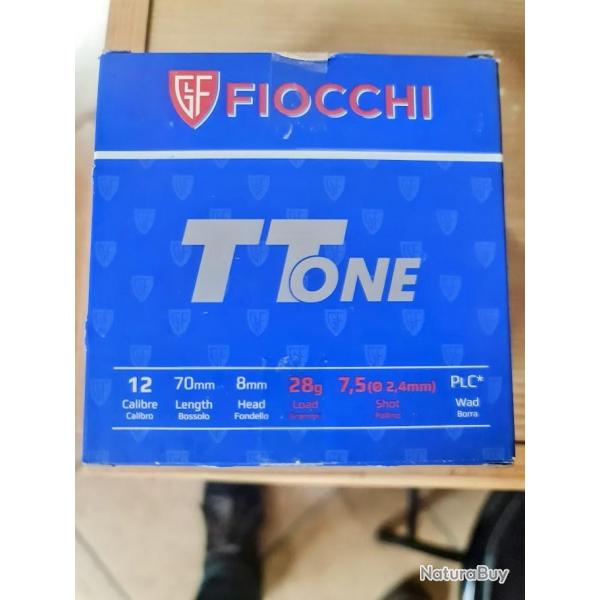 GFL FIOCCHI
TT ONE
12 70mm 8mm 28g 7,5 (Ø 2,4mm) PLC*
Calibre Length Head Load Shot Wad
Calibro Bossolo Fondello Pallino Borra
NaturaBuy